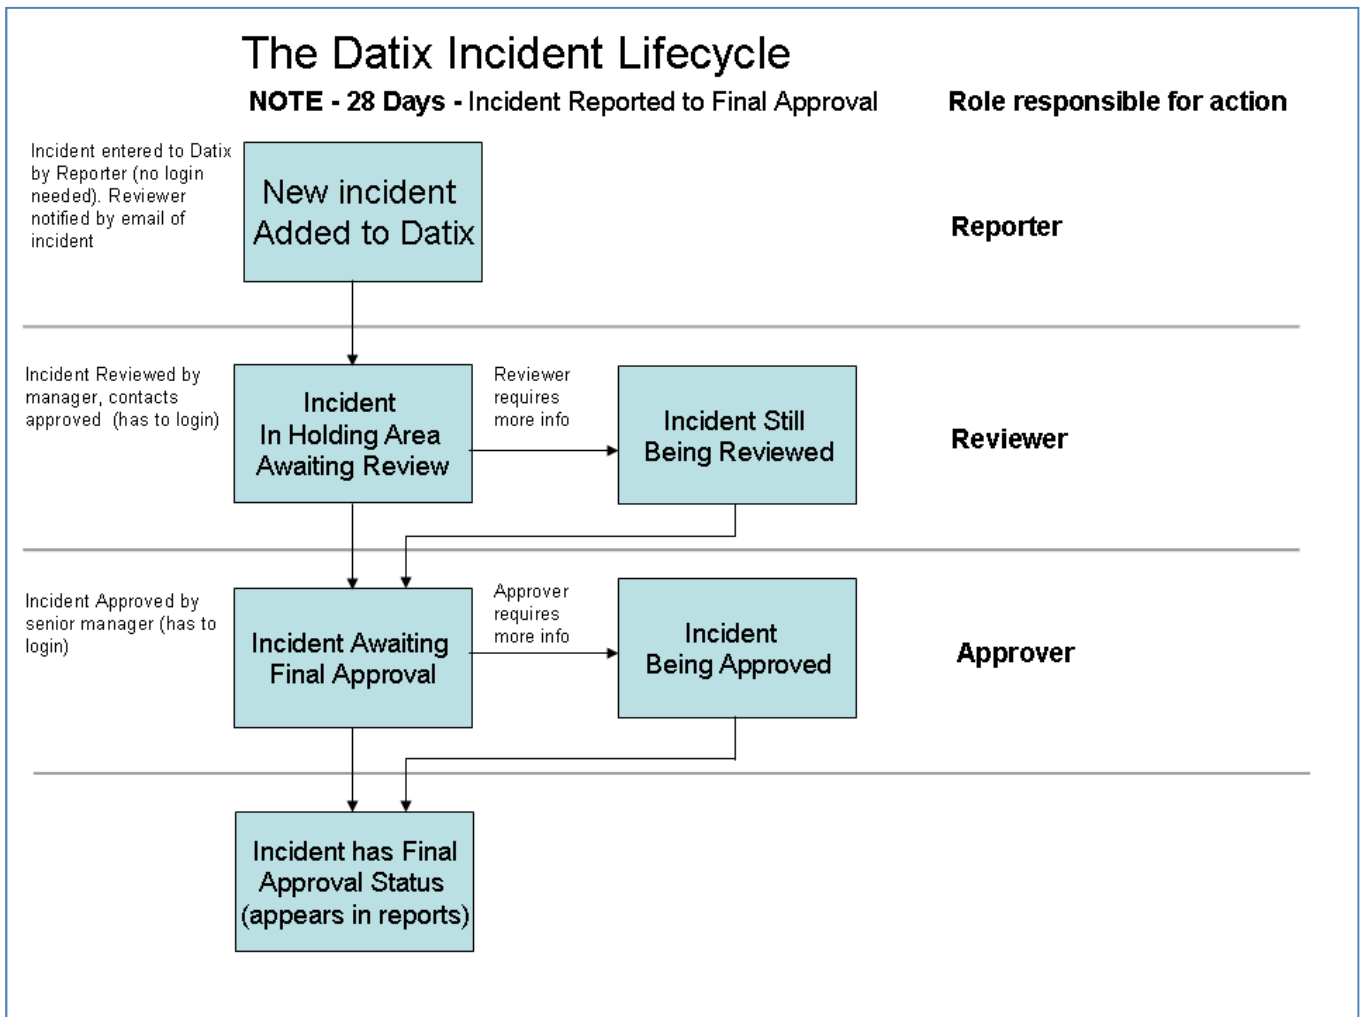 The Datix Incident Lifecycle
NOTE - 28 Days - Incident Reported to Final Approval
Role responsible for action
Incident entered to Datix
by Reporter (no login
needed). Reviewer
notified by email of
incident
New incident
Added to Datix
Reporter
Incident Reviewed by
manager, contacts
approved (has to login)
Incident
In Holding Area
Awaiting Review
Reviewer
requires
more info
Incident Still
Being Reviewed
Reviewer
Incident Approved by
senior manager (has to
login)
Incident Awaiting
Final Approval
Approver
requires
more info
Incident
Being Approved
Approver
Incident has Final
Approval Status
(appears in reports)